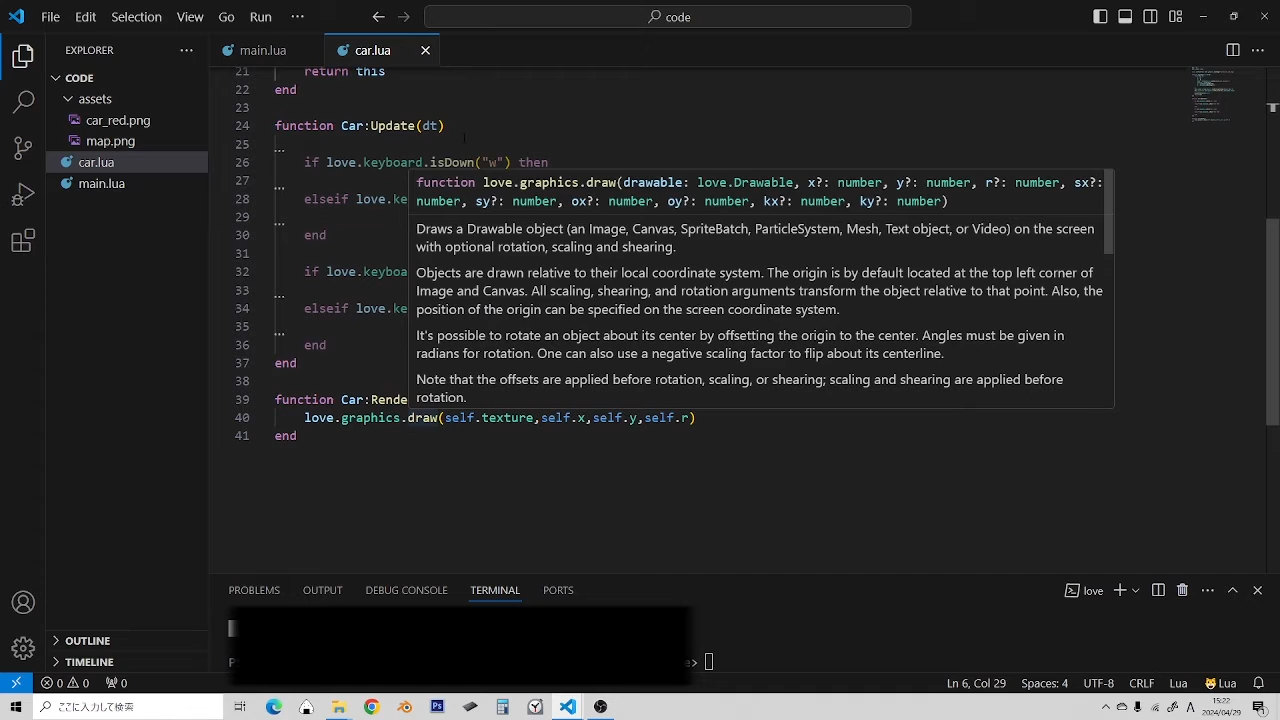 File Edit Selection View Go Run ··· code
EXPLORER
main.lua
car.lua
CODE
assets
car_red.png
map.png
car.lua
main.lua
OUTLINE
TIMELINE
21 return this
22 end
23
24 function Car:Update(dt)
25
26 if love.keyboard.isDown("w") then
27
28 elseif love.ke
29
30 end
31
32 if love.keyboa
33
34 elseif love.ke
35
36 end
37 end
38
39 function Car:Rende
40 love.graphics.draw(self.texture,self.x,self.y,self.r)
41 end
function love.graphics.draw(drawable: love.Drawable, x?: number, y?: number, r?: number, sx?:
number, sy?: number, ox?: number, oy?: number, kx?: number, ky?: number)
Draws a Drawable object (an Image, Canvas, SpriteBatch, ParticleSystem, Mesh, Text object, or Video) on the screen
with optional rotation, scaling and shearing.
Objects are drawn relative to their local coordinate system. The origin is by default located at the top left corner of
Image and Canvas. All scaling, shearing, and rotation arguments transform the object relative to that point. Also, the
position of the origin can be specified on the screen coordinate system.
It's possible to rotate an object about its center by offsetting the origin to the center. Angles must be given in
radians for rotation. One can also use a negative scaling factor to flip about its centerline.
Note that the offsets are applied before rotation, scaling, or shearing; scaling and shearing are applied before
rotation.
PROBLEMS OUTPUT DEBUG CONSOLE TERMINAL PORTS
love
>
0 0 0
Ln 6, Col 29 Spaces: 4 UTF-8 CRLF Lua Lua
ここに入力して検索
A
15:22
2024/04/29